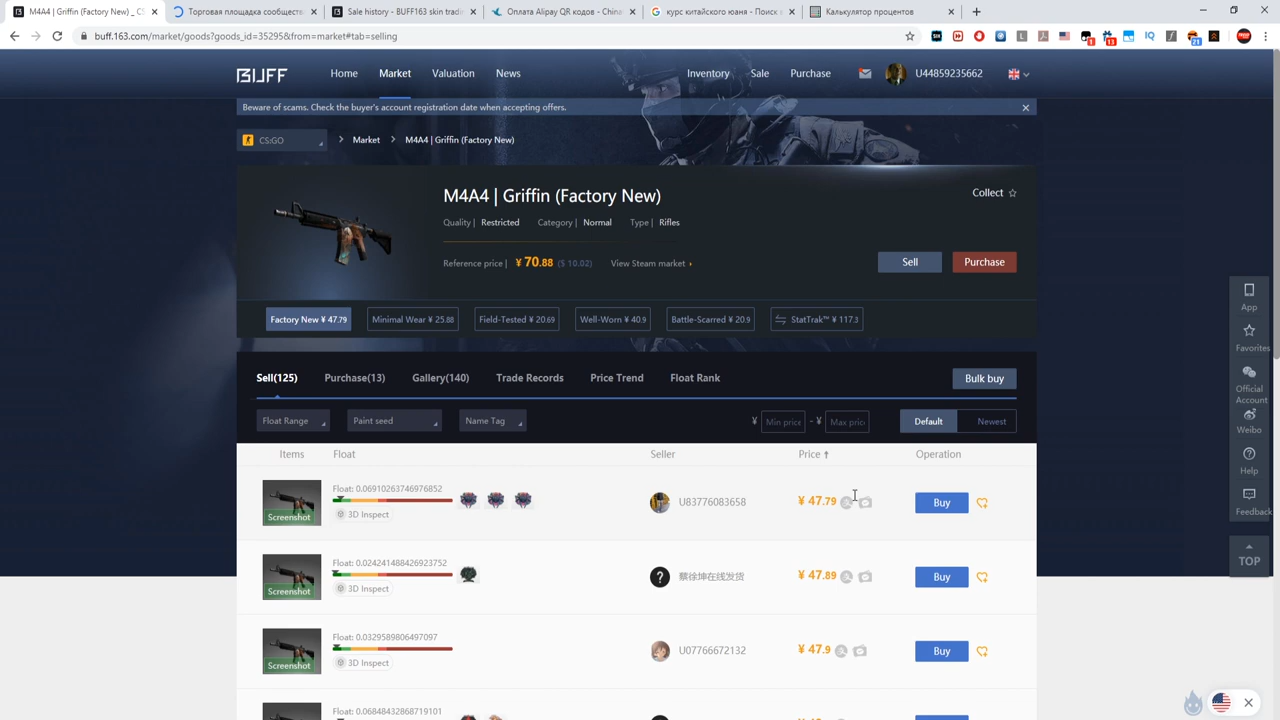 M4A4 | Griffin (Factory New) _ CS
Торговая площадка сообществ
Sale history - BUFF163 skin tradi
Оплата Alipay QR кодов - China
курс китайского юаня - Поиск
Калькулятор процентов
buff.163.com/market/goods?goods_id=35295&from=market#tab=selling
BUFF
Home
Market
Valuation
News
Inventory
Sale
Purchase
U44859235662
Beware of scams. Check the buyer's account registration date when accepting offers.
CS:GO
Market
M4A4 | Griffin (Factory New)
M4A4 | Griffin (Factory New)
Collect
Quality | Restricted Category | Normal Type | Rifles
Reference price | ¥ 70.88 ($ 10.02) View Steam market
Sell
Purchase
Factory New ¥ 47.79
Minimal Wear ¥ 25.88
Field-Tested ¥ 20.69
Well-Worn ¥ 40.9
Battle-Scarred ¥ 20.9
StatTrak™ ¥ 117.3
Sell(125)
Purchase(13)
Gallery(140)
Trade Records
Price Trend
Float Rank
Bulk buy
Float Range
Paint seed
Name Tag
¥ Min price - ¥ Max pric
Default
Newest
Items
Float
Seller
Price
Operation
Float: 0.06910263746976852
Screenshot
3D Inspect
U83776083658
¥ 47.79
Buy
Float: 0.024241488426923752
Screenshot
3D Inspect
蔡徐坤在线发货
¥ 47.89
Buy
Float: 0.0329589806497097
Screenshot
3D Inspect
U07766672132
¥ 47.9
Buy
Float: 0.06848432868719101
App
Favorites
Official
Account
Weibo
Help
Feedback
TOP